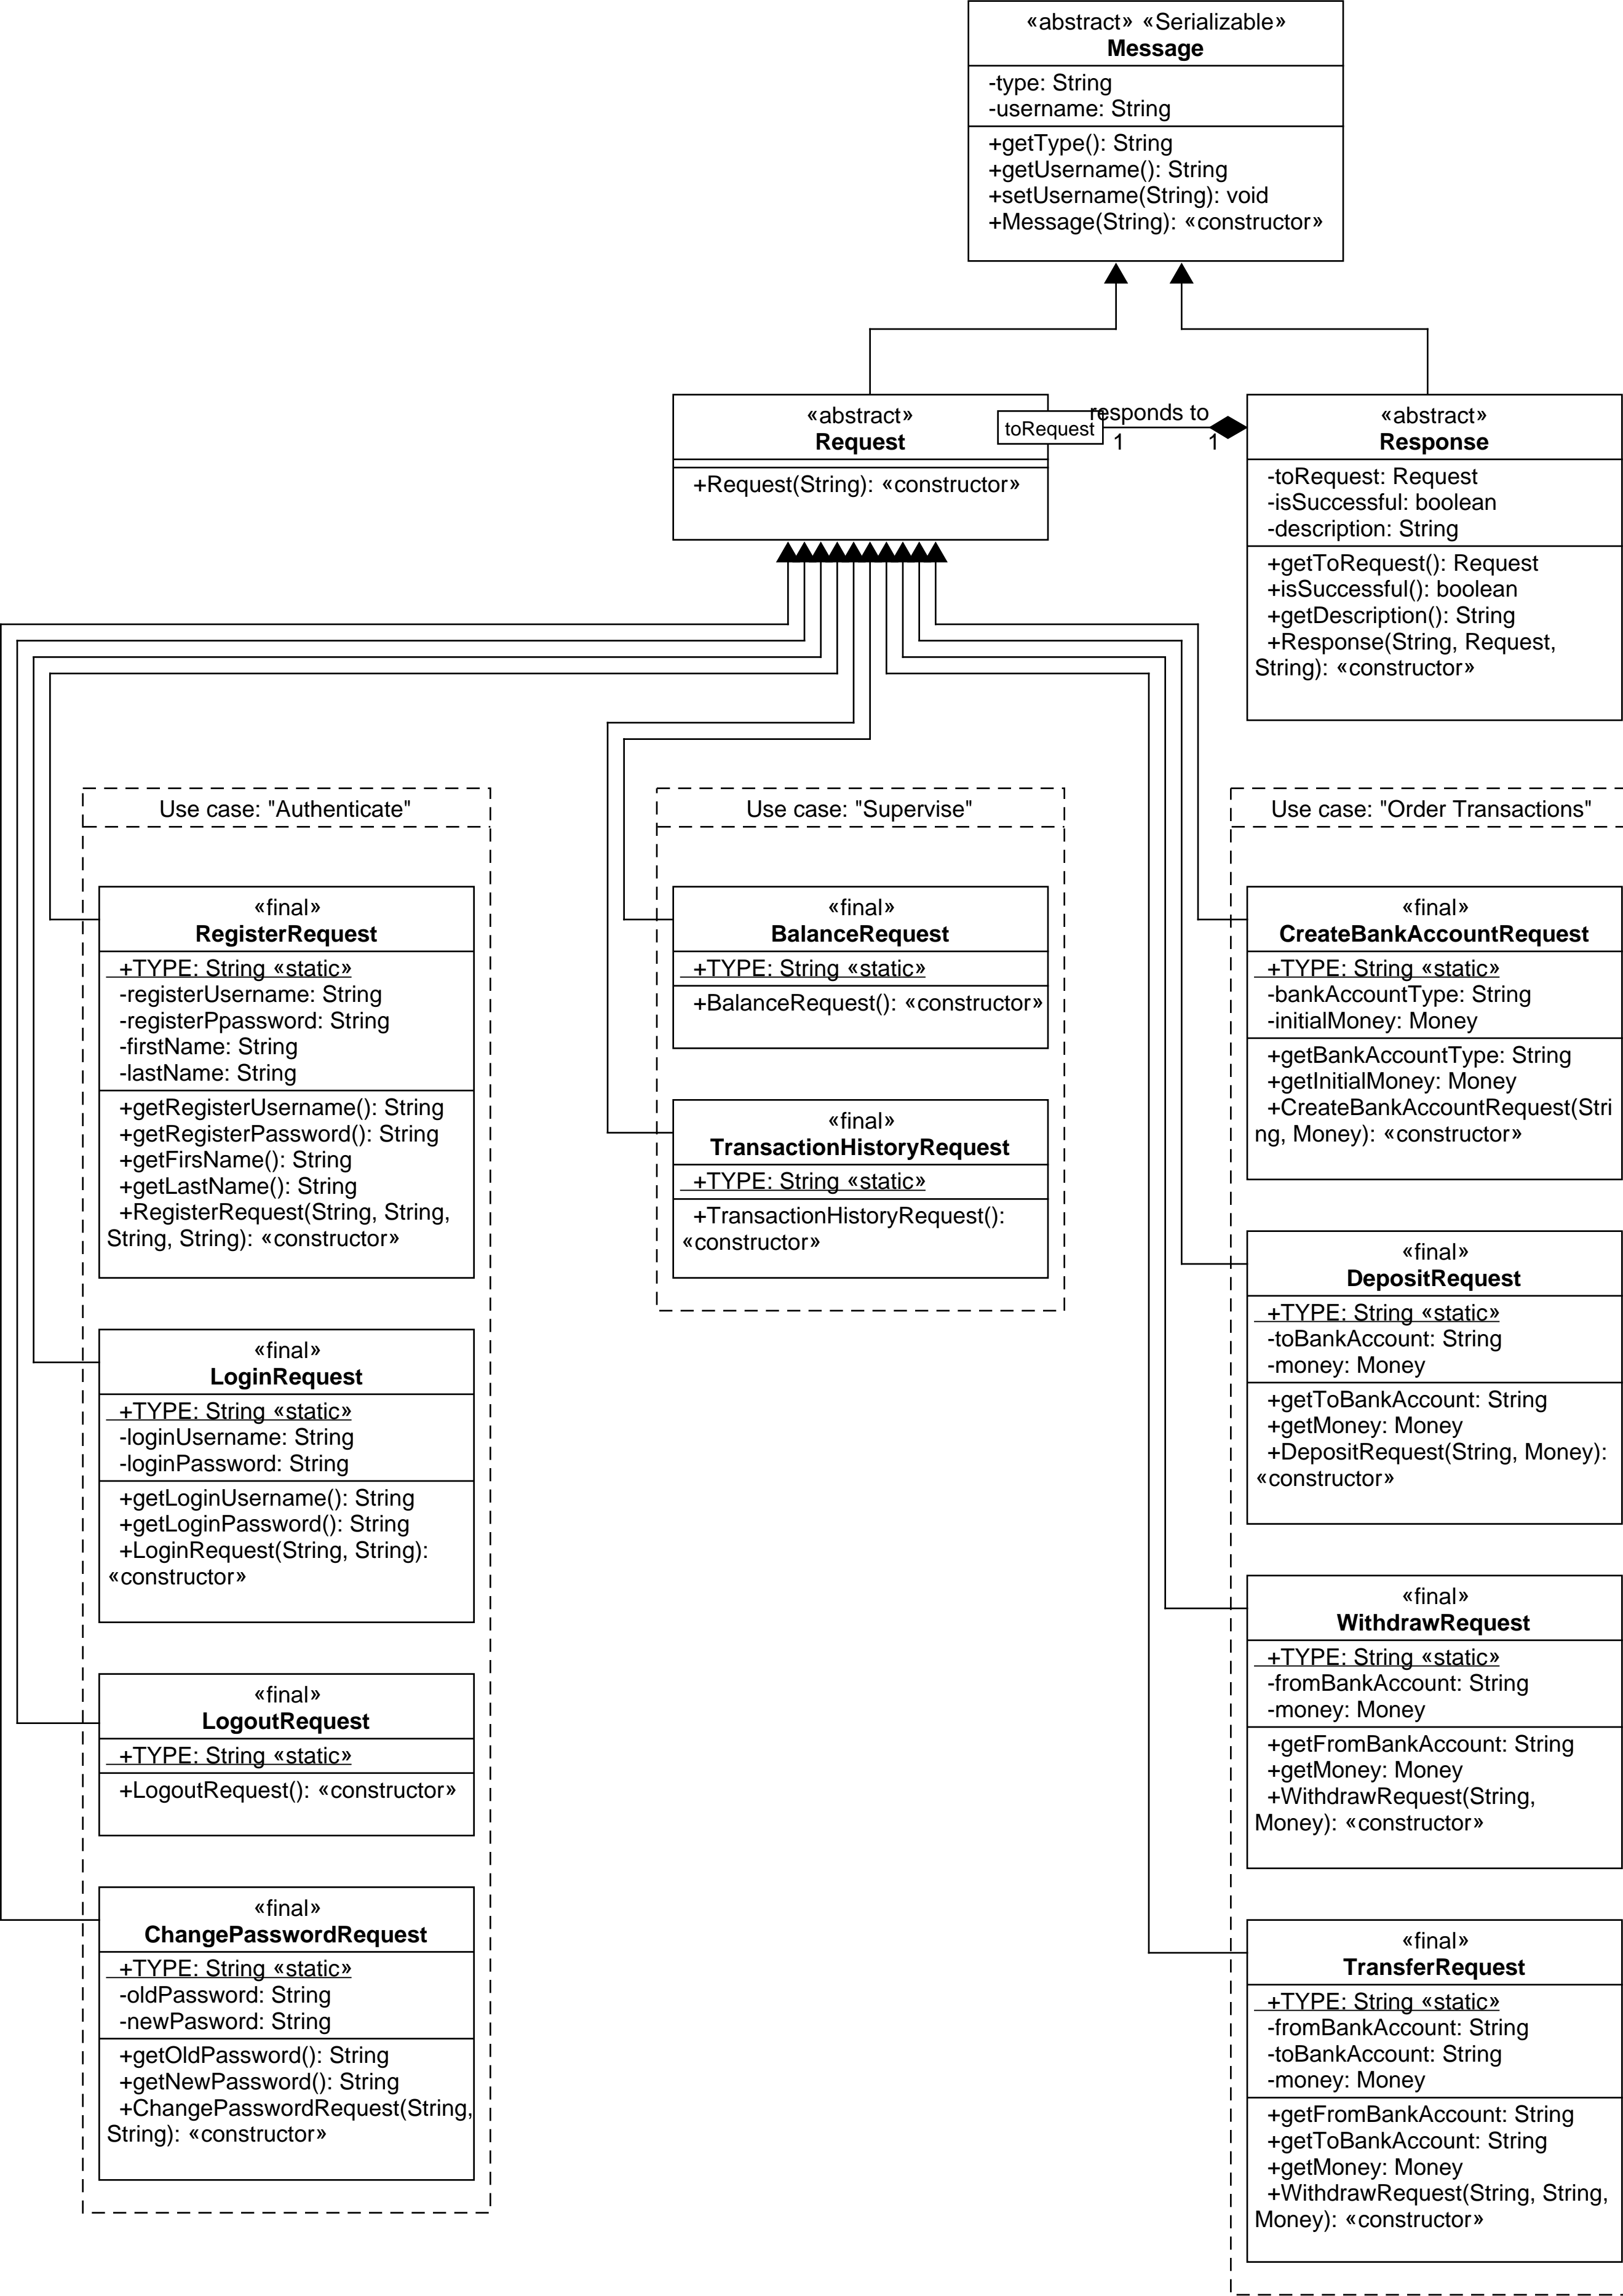 «abstract» «Serializable»
Message
-type: String
-username: String
+getType(): String
+getUsername(): String
+setUsername(String): void
+Message(String): «constructor»
«abstract»
Request
+Request(String): «constructor»
toRequest
responds to
1
1
«abstract»
Response
-toRequest: Request
-isSuccessful: boolean
-description: String
+getToRequest(): Request
+isSuccessful(): boolean
+getDescription(): String
+Response(String, Request,
String): «constructor»
Use case: "Authenticate"
«final»
RegisterRequest
+TYPE: String «static»
-registerUsername: String
-registerPpassword: String
-firstName: String
-lastName: String
+getRegisterUsername(): String
+getRegisterPassword(): String
+getFirsName(): String
+getLastName(): String
+RegisterRequest(String, String,
String, String): «constructor»
«final»
LoginRequest
+TYPE: String «static»
-loginUsername: String
-loginPassword: String
+getLoginUsername(): String
+getLoginPassword(): String
+LoginRequest(String, String):
«constructor»
«final»
LogoutRequest
+TYPE: String «static»
+LogoutRequest(): «constructor»
«final»
ChangePasswordRequest
+TYPE: String «static»
-oldPassword: String
-newPasword: String
+getOldPassword(): String
+getNewPassword(): String
+ChangePasswordRequest(String,
String): «constructor»
Use case: "Supervise"
«final»
BalanceRequest
+TYPE: String «static»
+BalanceRequest(): «constructor»
«final»
TransactionHistoryRequest
+TYPE: String «static»
+TransactionHistoryRequest():
«constructor»
Use case: "Order Transactions"
«final»
CreateBankAccountRequest
+TYPE: String «static»
-bankAccountType: String
-initialMoney: Money
+getBankAccountType: String
+getInitialMoney: Money
+CreateBankAccountRequest(Stri
ng, Money): «constructor»
«final»
DepositRequest
+TYPE: String «static»
-toBankAccount: String
-money: Money
+getToBankAccount: String
+getMoney: Money
+DepositRequest(String, Money):
«constructor»
«final»
WithdrawRequest
+TYPE: String «static»
-fromBankAccount: String
-money: Money
+getFromBankAccount: String
+getMoney: Money
+WithdrawRequest(String,
Money): «constructor»
«final»
TransferRequest
+TYPE: String «static»
-fromBankAccount: String
-toBankAccount: String
-money: Money
+getFromBankAccount: String
+getToBankAccount: String
+getMoney: Money
+WithdrawRequest(String, String,
Money): «constructor»